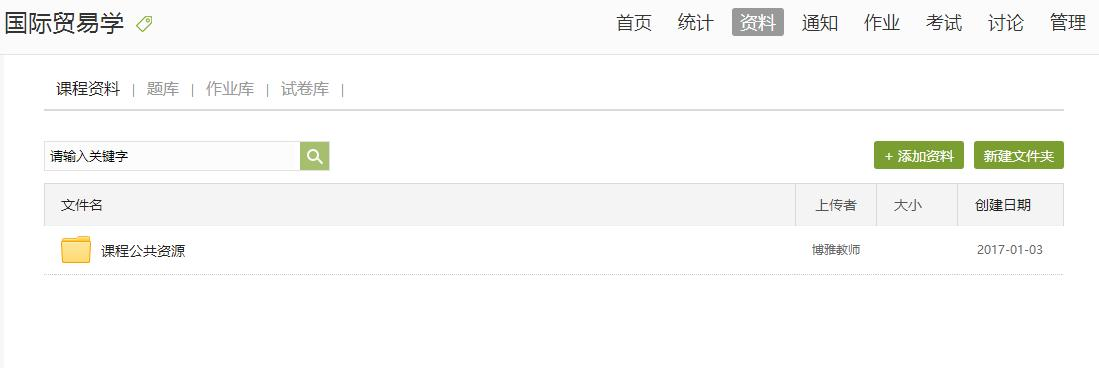 国际贸易学 首页 统计 资料 通知 作业 考试 讨论 管理
课程资料 | 题库 | 作业库 | 试卷库 |
请输入关键字 + 添加资料 新建文件夹
文件名 上传者 大小 创建日期
课程公共资源 博雅教师 2017-01-03